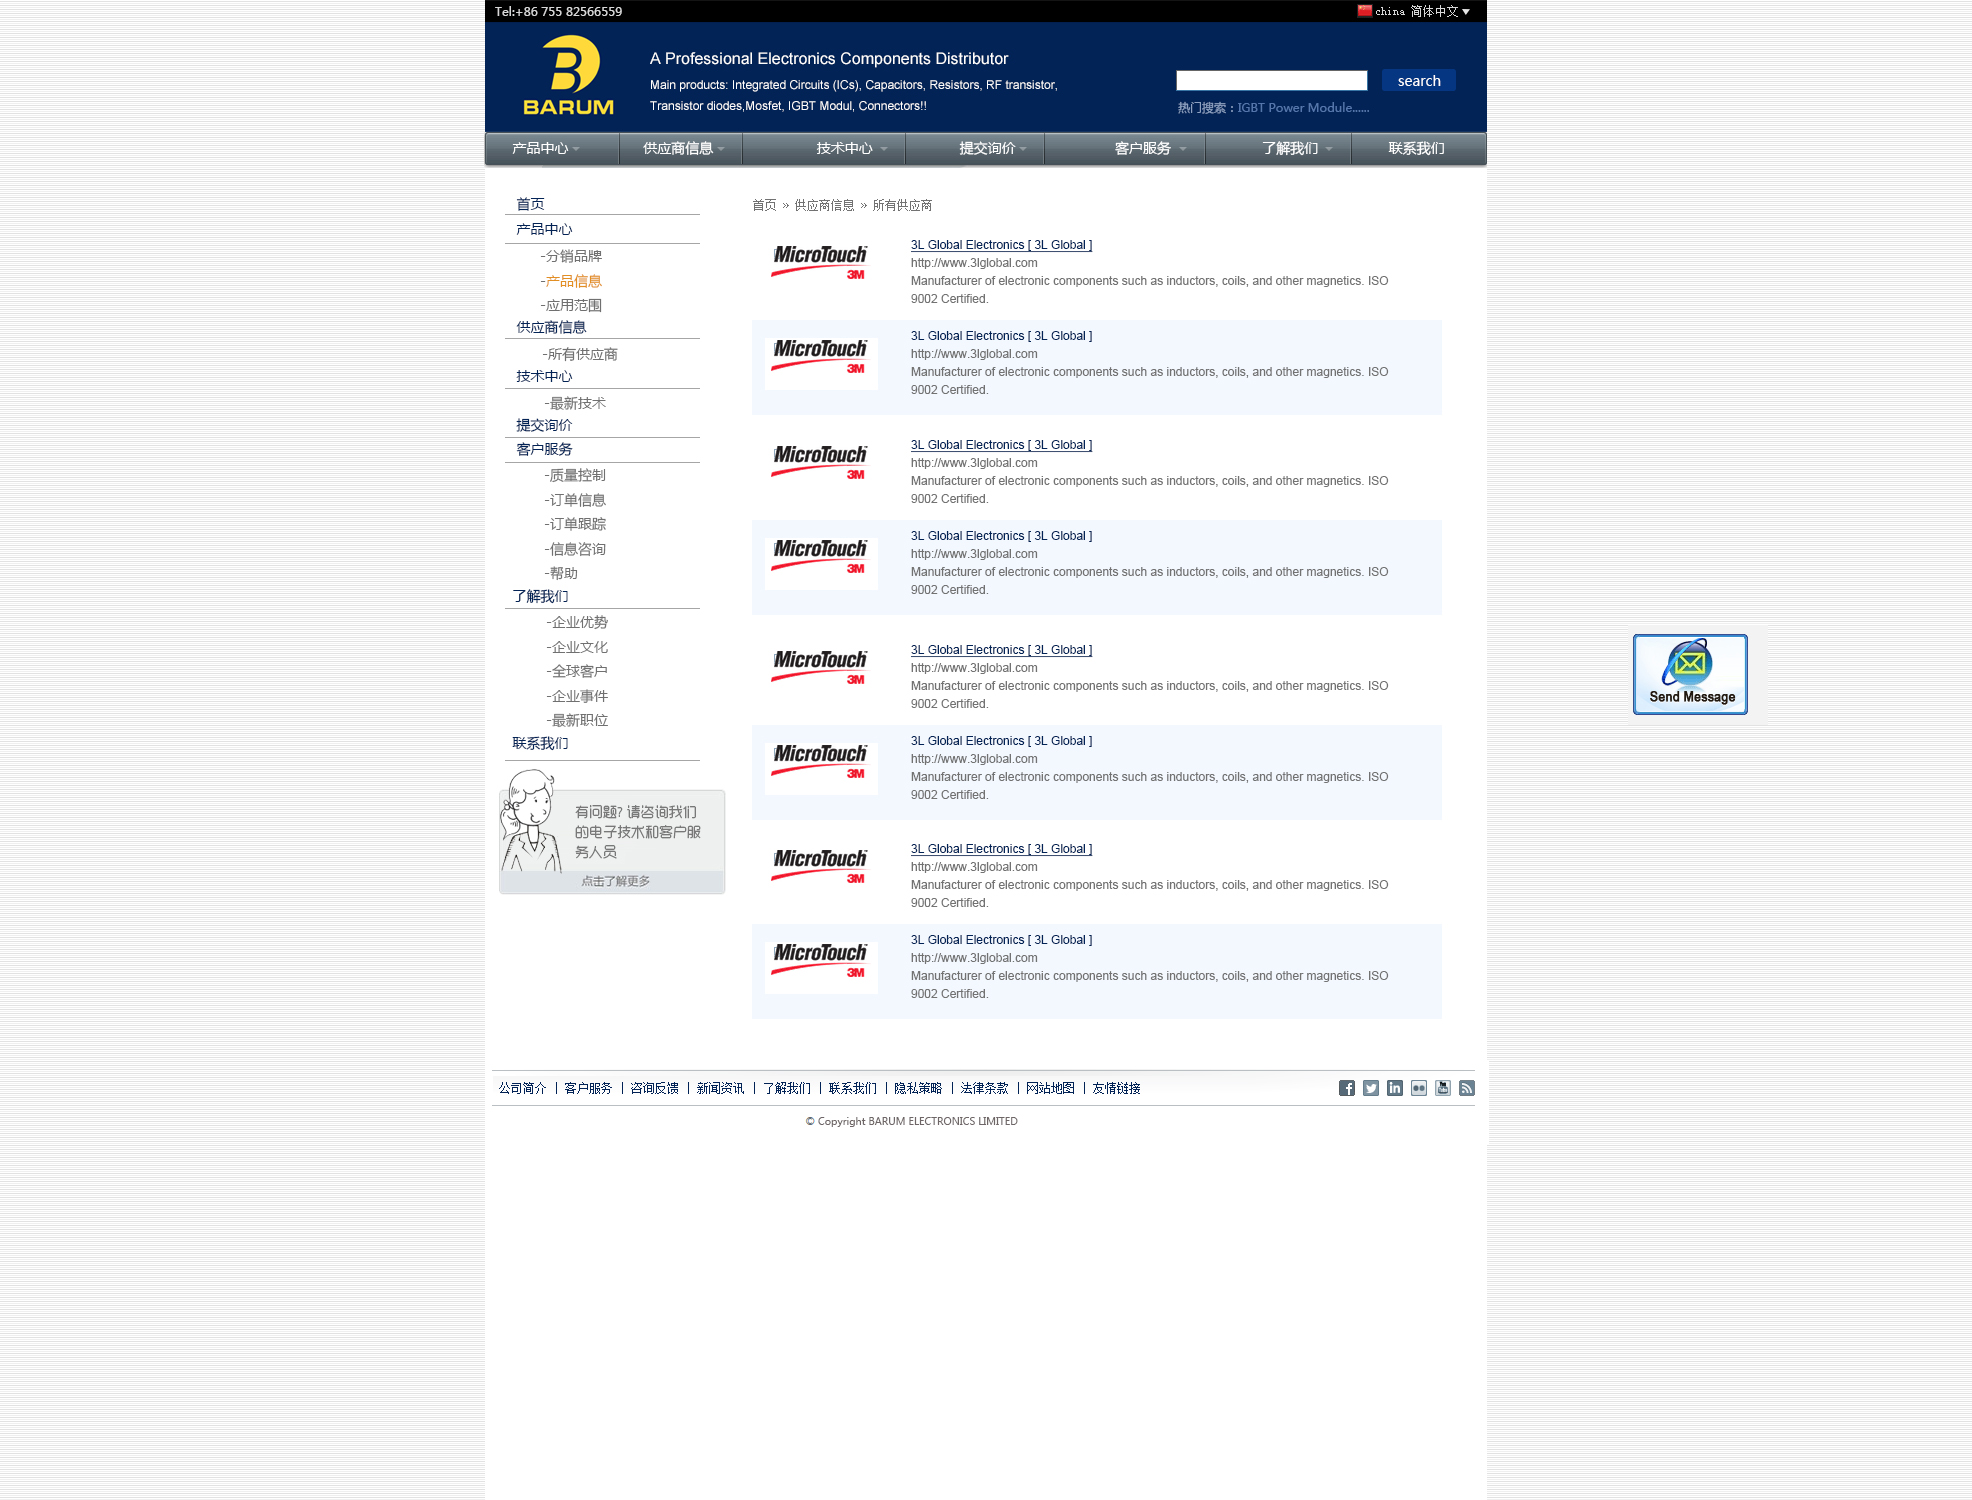 Tel:+86 755 82566559
china 简体中文
BARUM
A Professional Electronics Components Distributor
Main products: Integrated Circuits (ICs), Capacitors, Resistors, RF transistor,
Transistor diodes,Mosfet, IGBT Modul, Connectors!!
search
热门搜索：IGBT Power Module......
产品中心 供应商信息 技术中心 提交询价 客户服务 了解我们 联系我们
首页
产品中心
-分销品牌
-产品信息
-应用范围
供应商信息
-所有供应商
技术中心
-最新技术
提交询价
客户服务
-质量控制
-订单信息
-订单跟踪
-信息咨询
-帮助
了解我们
-企业优势
-企业文化
-全球客户
-企业事件
-最新职位
联系我们
有问题? 请咨询我们
的电子技术和客户服
务人员
点击了解更多
首页 » 供应商信息 » 所有供应商
MicroTouch
3M
3L Global Electronics [ 3L Global ]
http://www.3lglobal.com
Manufacturer of electronic components such as inductors, coils, and other magnetics. ISO
9002 Certified.
MicroTouch
3M
3L Global Electronics [ 3L Global ]
http://www.3lglobal.com
Manufacturer of electronic components such as inductors, coils, and other magnetics. ISO
9002 Certified.
MicroTouch
3M
3L Global Electronics [ 3L Global ]
http://www.3lglobal.com
Manufacturer of electronic components such as inductors, coils, and other magnetics. ISO
9002 Certified.
MicroTouch
3M
3L Global Electronics [ 3L Global ]
http://www.3lglobal.com
Manufacturer of electronic components such as inductors, coils, and other magnetics. ISO
9002 Certified.
MicroTouch
3M
3L Global Electronics [ 3L Global ]
http://www.3lglobal.com
Manufacturer of electronic components such as inductors, coils, and other magnetics. ISO
9002 Certified.
MicroTouch
3M
3L Global Electronics [ 3L Global ]
http://www.3lglobal.com
Manufacturer of electronic components such as inductors, coils, and other magnetics. ISO
9002 Certified.
MicroTouch
3M
3L Global Electronics [ 3L Global ]
http://www.3lglobal.com
Manufacturer of electronic components such as inductors, coils, and other magnetics. ISO
9002 Certified.
MicroTouch
3M
3L Global Electronics [ 3L Global ]
http://www.3lglobal.com
Manufacturer of electronic components such as inductors, coils, and other magnetics. ISO
9002 Certified.
Send Message
公司简介 | 客户服务 | 咨询反馈 | 新闻资讯 | 了解我们 | 联系我们 | 隐私策略 | 法律条款 | 网站地图 | 友情链接
© Copyright BARUM ELECTRONICS LIMITED